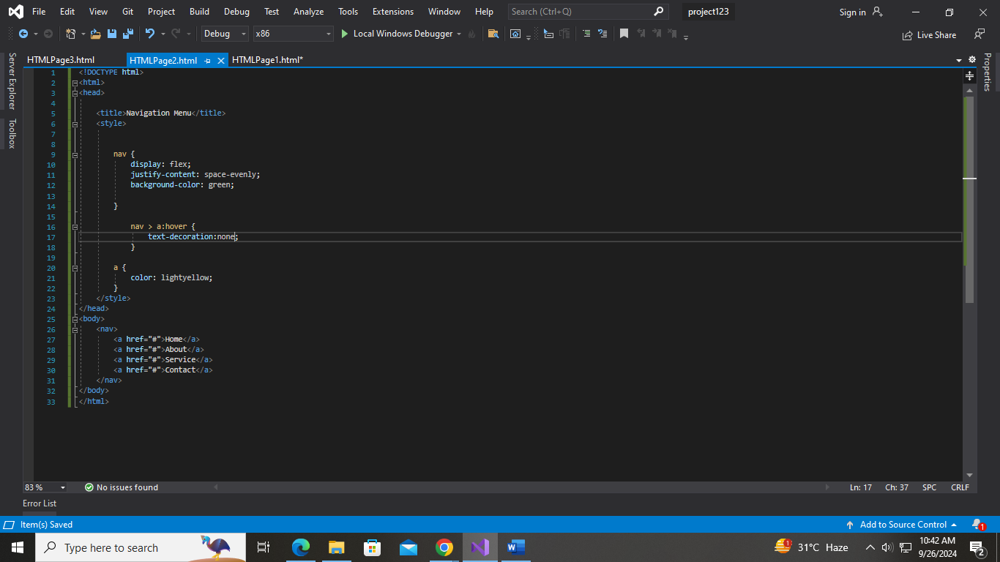 File Edit View Git Project Build Debug Test Analyze Tools Extensions Window Help Search (Ctrl+Q) project123 Sign in
Debug x86 Local Windows Debugger Live Share
HTMLPage3.html HTMLPage2.html HTMLPage1.html*
Server Explorer
Toolbox
Properties
1 <!DOCTYPE html>
2 <html>
3 <head>
4
5 <title>Navigation Menu</title>
6 <style>
7
8
9 nav {
10 display: flex;
11 justify-content: space-evenly;
12 background-color: green;
13
14 }
15
16 nav > a:hover {
17 text-decoration:none;
18 }
19
20 a {
21 color: lightyellow;
22 }
23 </style>
24 </head>
25 <body>
26 <nav>
27 <a href="#">Home</a>
28 <a href="#">About</a>
29 <a href="#">Service</a>
30 <a href="#">Contact</a>
31 </nav>
32 </body>
33 </html>
83 % No issues found Ln: 17 Ch: 37 SPC CRLF
Error List
Item(s) Saved Add to Source Control 1
Type here to search 1 31°C Haze 10:42 AM
9/26/2024 2